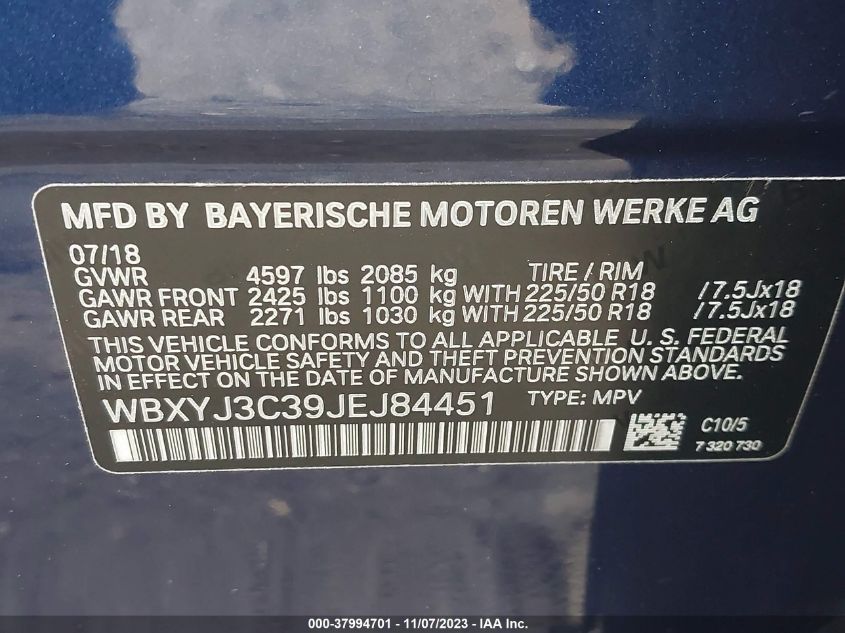 MFD BY BAYERISCHE MOTOREN WERKE AG
07/18
GVWR 4597 lbs 2085 kg TIRE / RIM
GAWR FRONT 2425 lbs 1100 kg WITH 225/50 R18 /7.5Jx18
GAWR REAR 2271 lbs 1030 kg WITH 225/50 R18 /7.5Jx18
THIS VEHICLE CONFORMS TO ALL APPLICABLE U. S. FEDERAL
MOTOR VEHICLE SAFETY AND THEFT PREVENTION STANDARDS
IN EFFECT ON THE DATE OF MANUFACTURE SHOWN ABOVE.
WBXYJ3C39JEJ84451 TYPE: MPV
C10/5
7 320 730
000-37994701 - 11/07/2023 - IAA Inc.